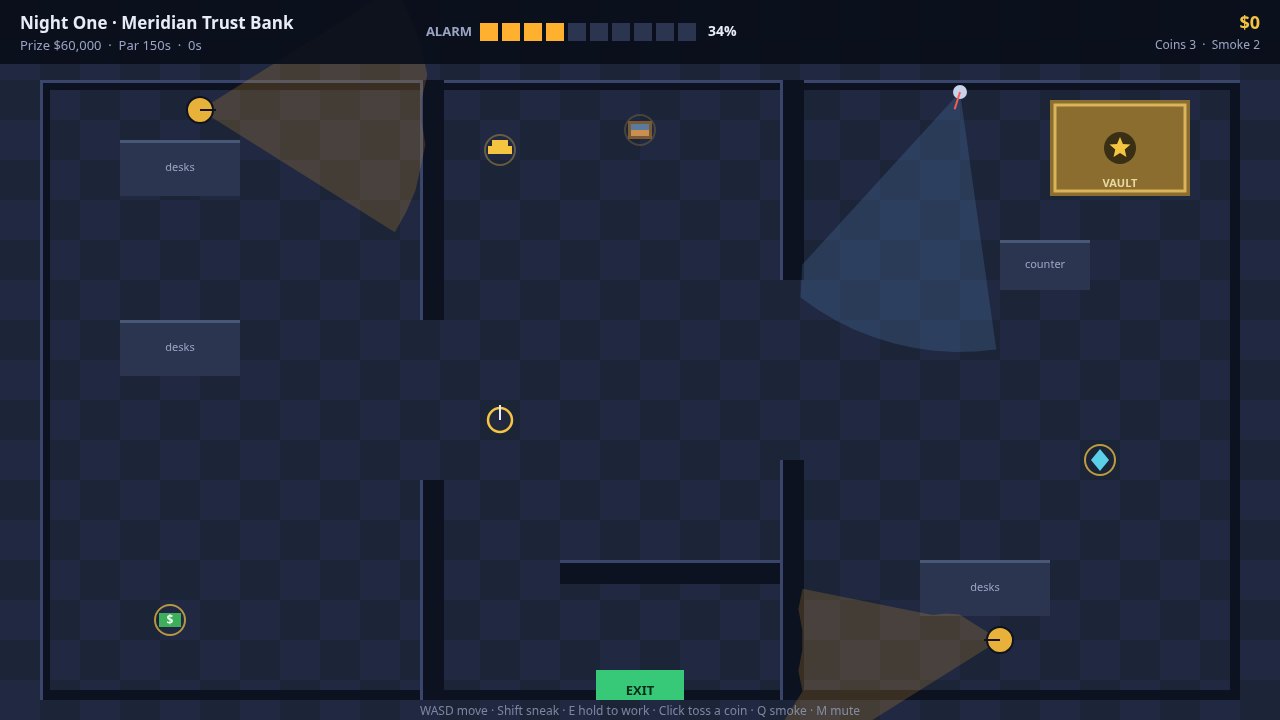 Night One · Meridian Trust Bank
Prize $60,000 · Par 150s · 0s
ALARM 34%
$0
Coins 3 · Smoke 2
desks
VAULT
counter
desks
desks
$
EXIT
WASD move · Shift sneak · E hold to work · Click toss a coin · Q smoke · M mute